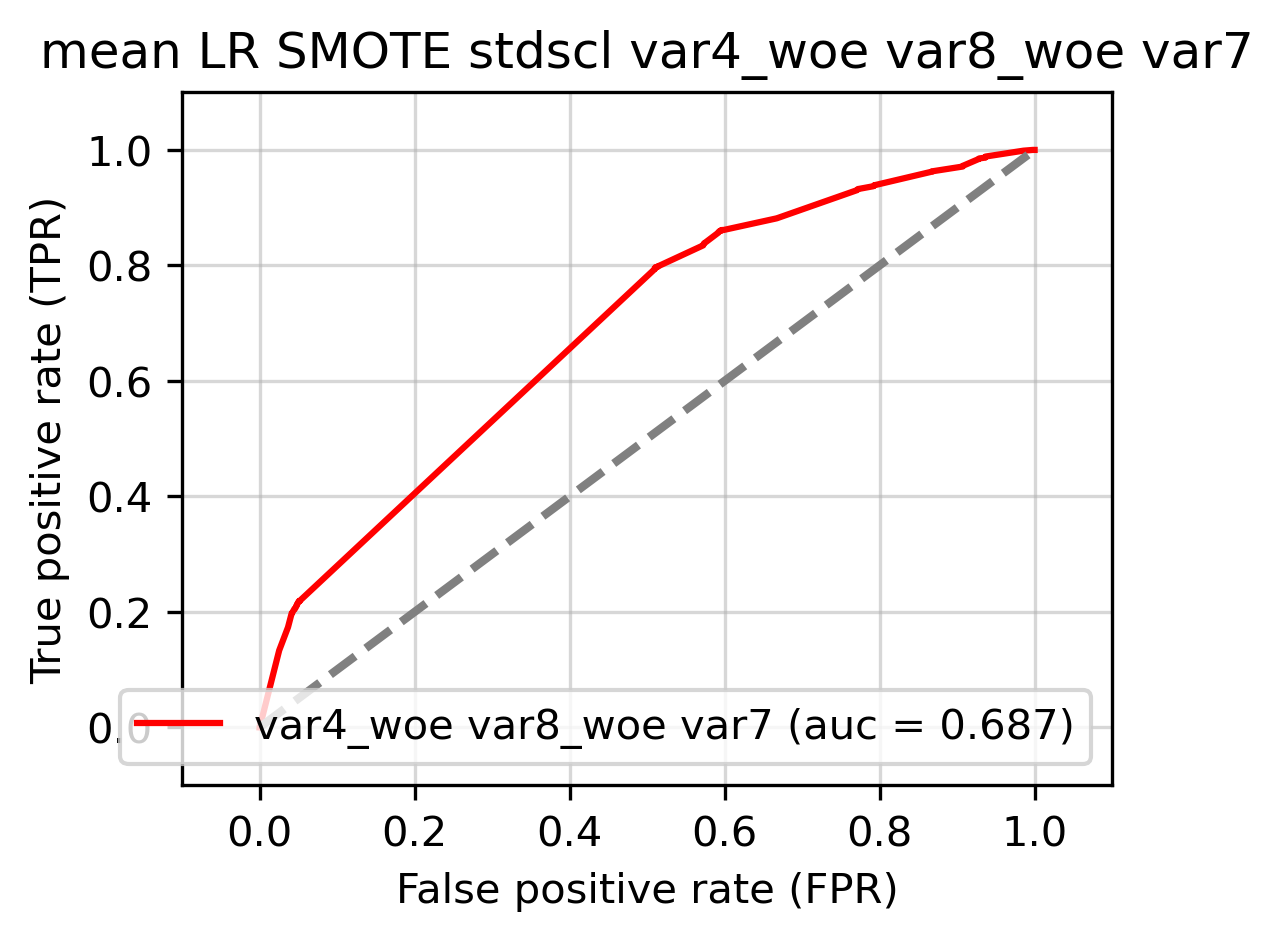 mean LR SMOTE stdscl var4_woe var8_woe var7
True positive rate (TPR)
1.0
0.8
0.6
0.4
0.2
0.0
var4_woe var8_woe var7 (auc = 0.687)
0.0 0.2 0.4 0.6 0.8 1.0
False positive rate (FPR)